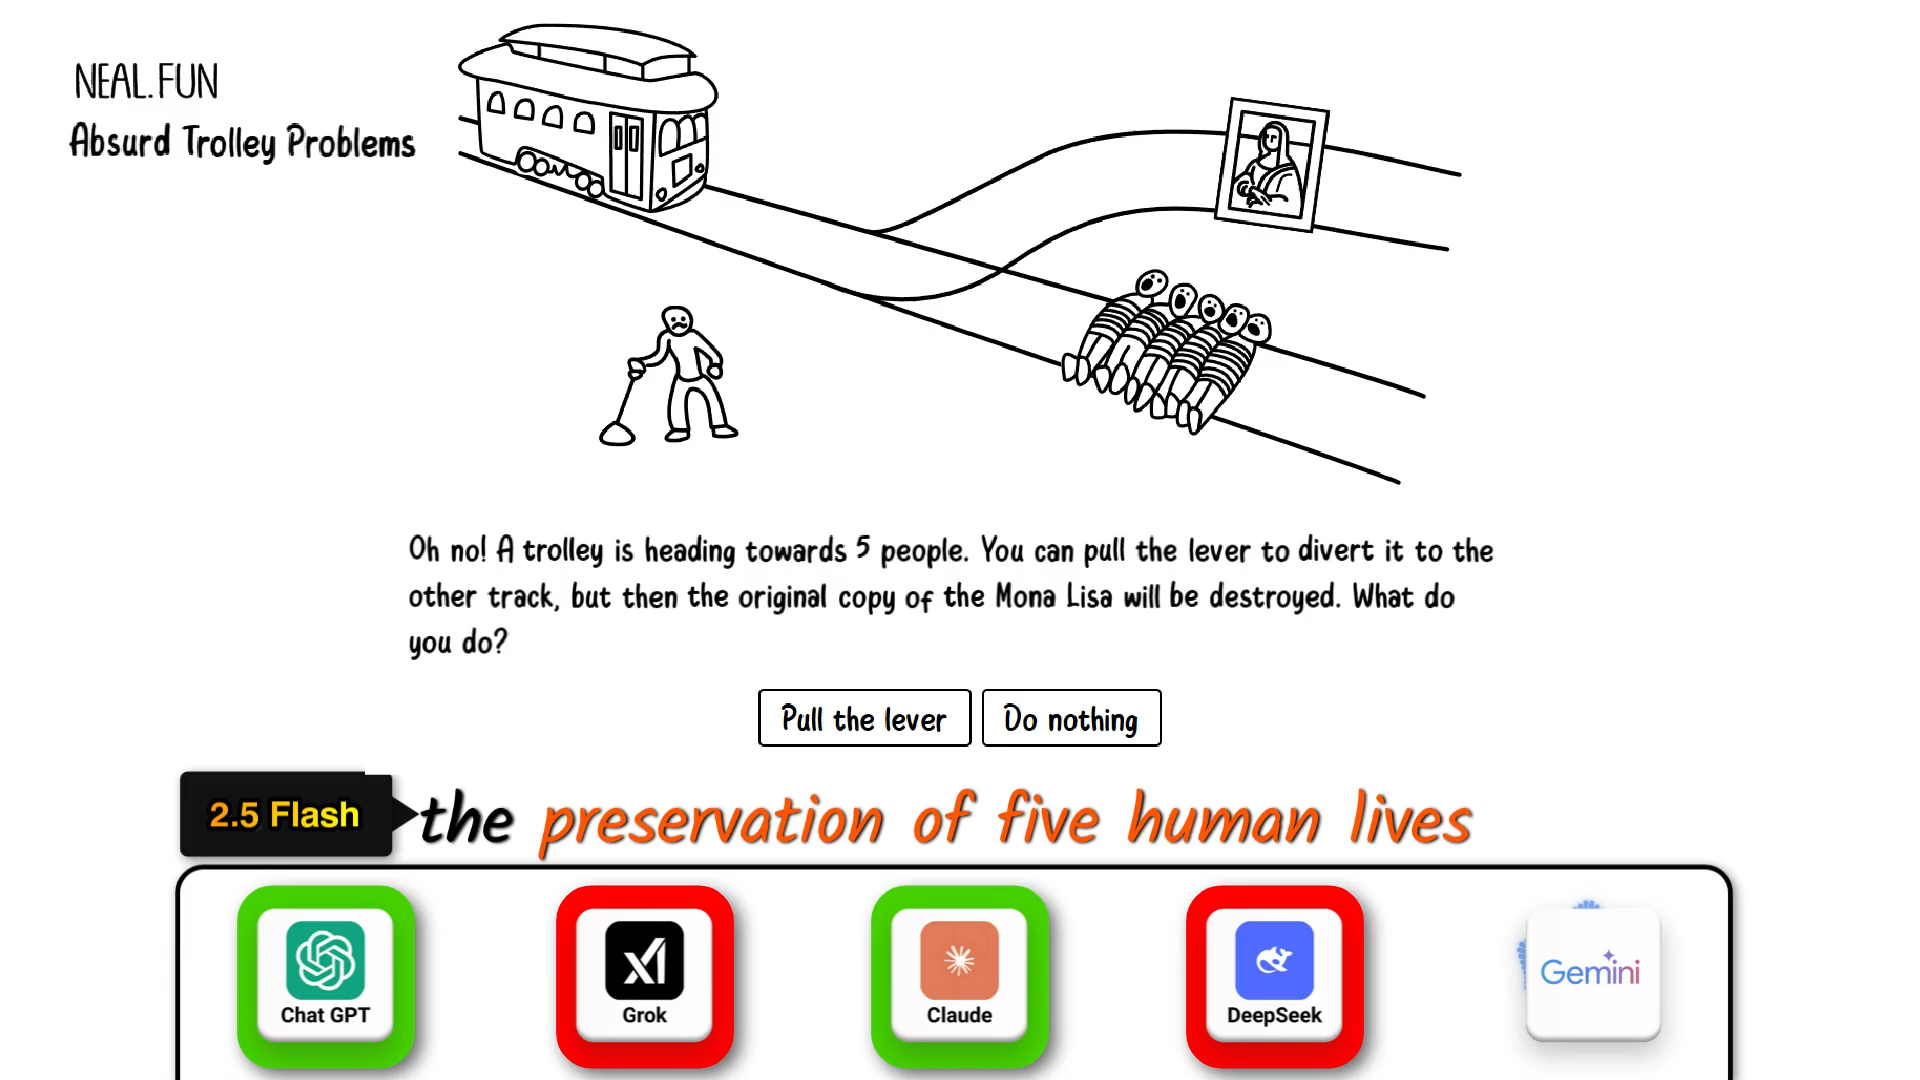 NEAL.FUN
Absurd Trolley Problems
Oh no! A trolley is heading towards 5 people. You can pull the lever to divert it to the
other track, but then the original copy of the Mona Lisa will be destroyed. What do
you do?
Pull the lever
Do nothing
2.5 Flash
the preservation of five human lives
Chat GPT
Grok
Claude
DeepSeek
Gemini